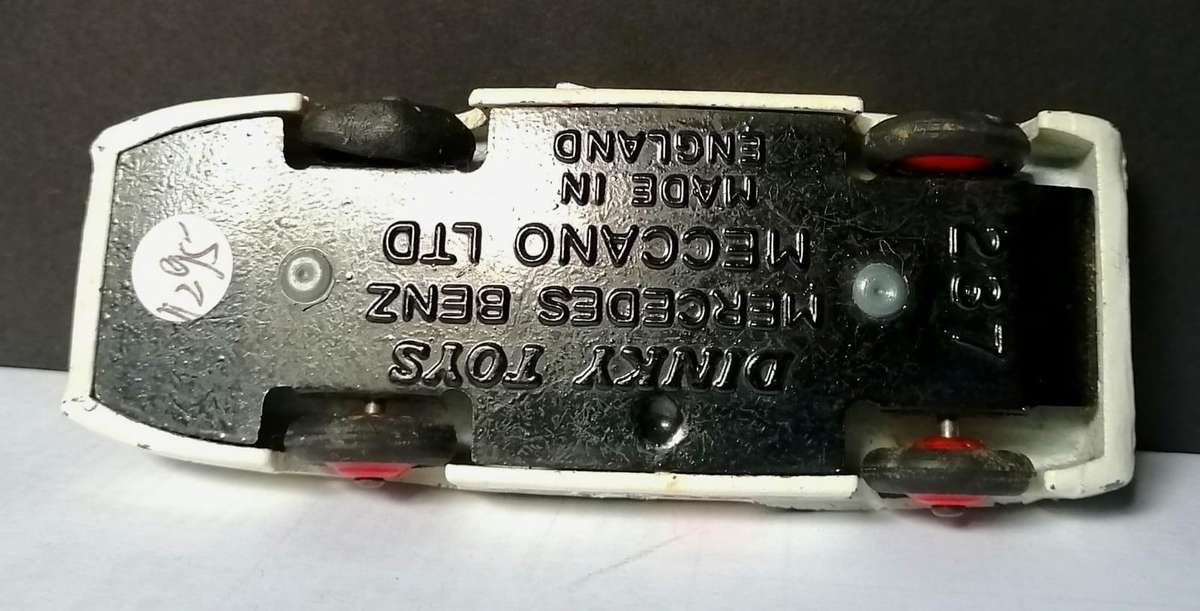 237
DINKY TOYS
MERCEDES BENZ
MECCANO LTD
MADE IN
ENGLAND